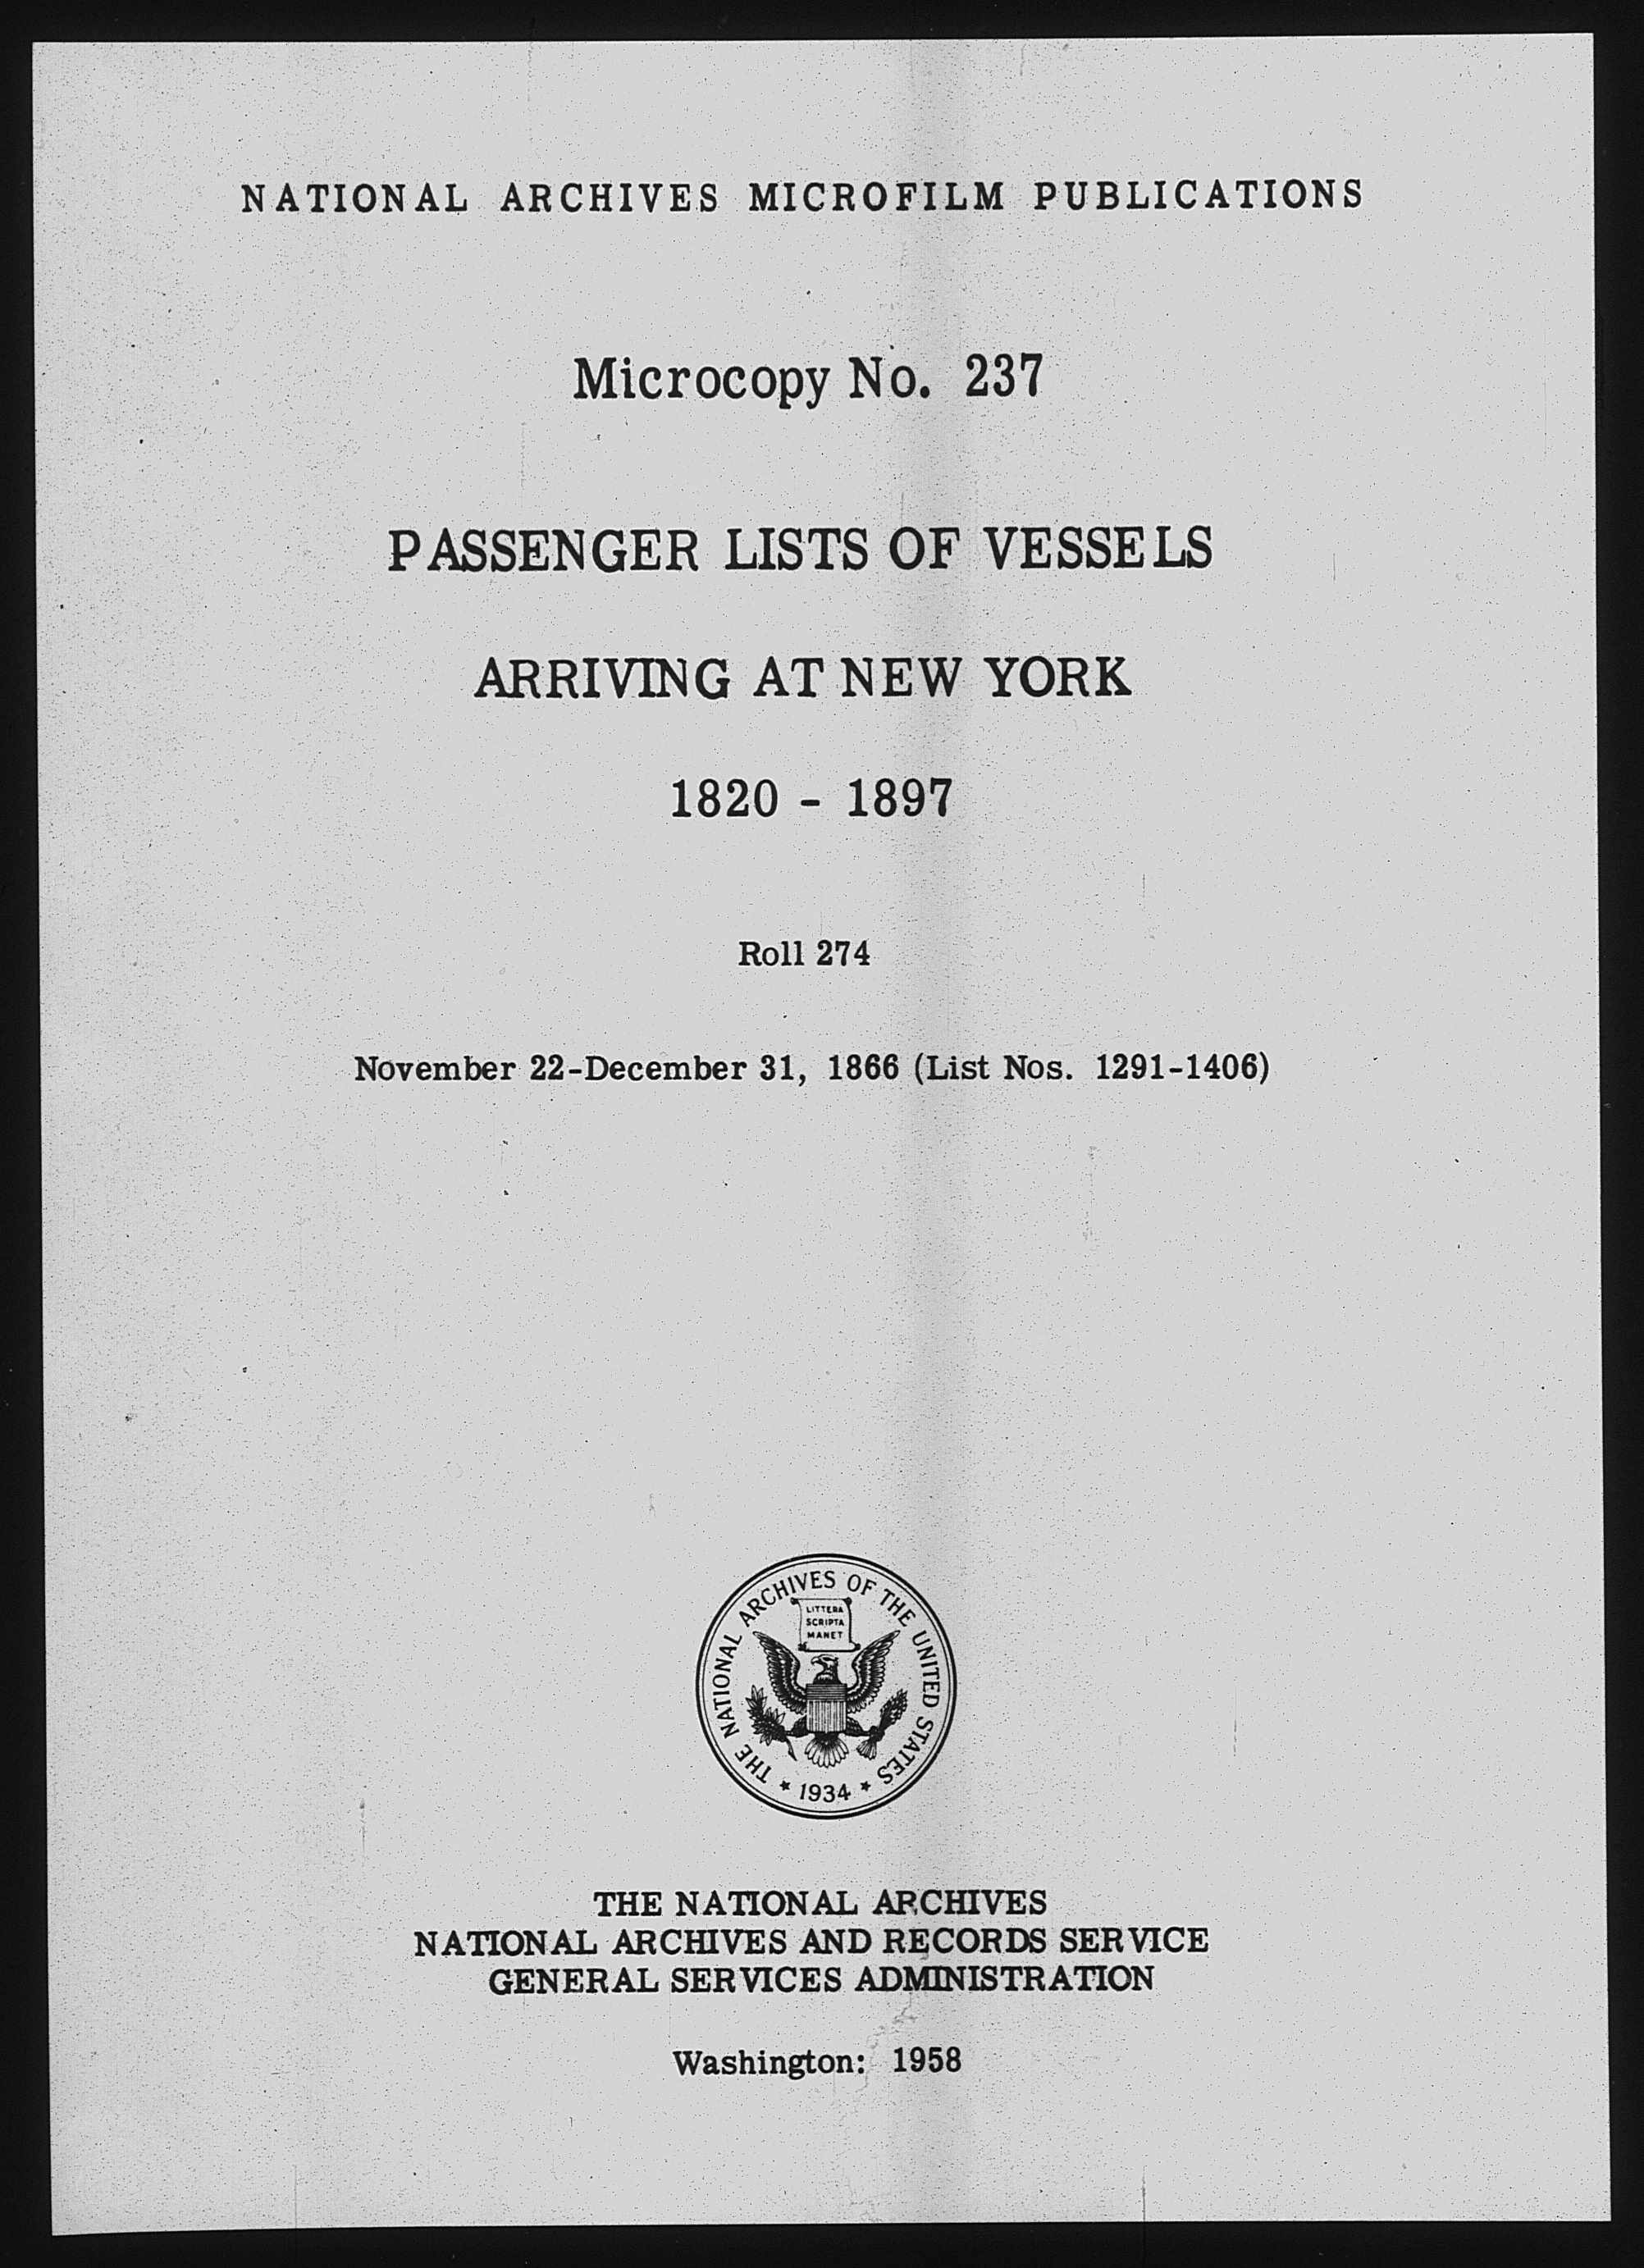 NATIONAL ARCHIVES MICROFILM PUBLICATIONS
Microcopy No. 237
PASSENGER LISTS OF VESSELS
ARRIVING AT NEW YORK
1820 - 1897
Roll 274
November 22-December 31, 1866 (List Nos. 1291-1406)
THE NATIONAL ARCHIVES OF THE UNITED STATES
LITTERA
SCRIPTA
MANET
* 1934 *
THE NATIONAL ARCHIVES
NATIONAL ARCHIVES AND RECORDS SERVICE
GENERAL SERVICES ADMINISTRATION
Washington: 1958